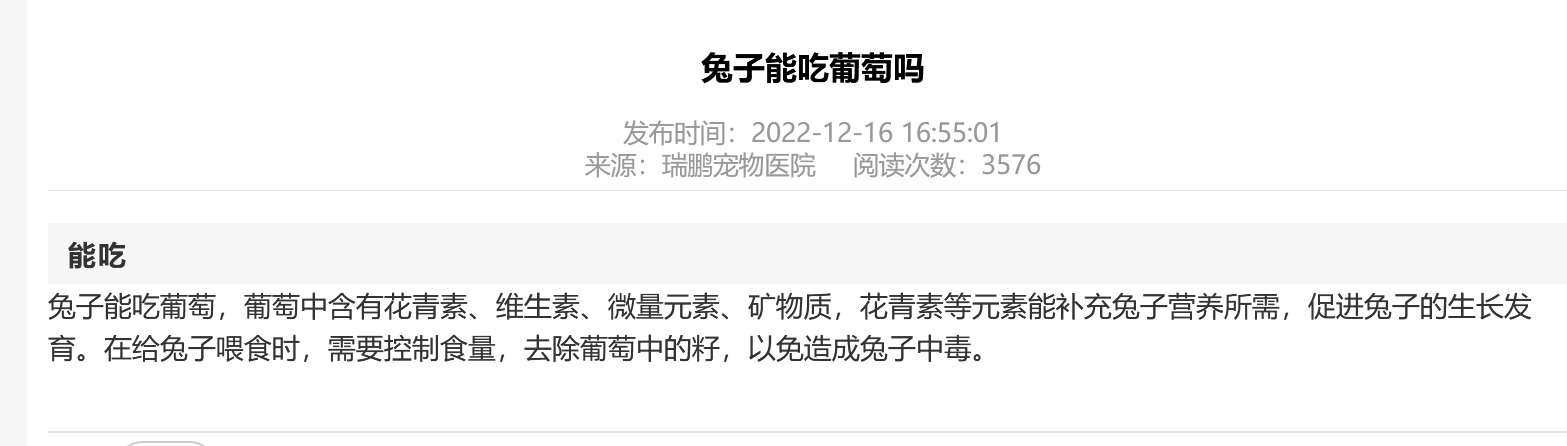 兔子能吃葡萄吗
发布时间：2022-12-16 16:55:01
来源：瑞鹏宠物医院 阅读次数：3576
能吃
兔子能吃葡萄，葡萄中含有花青素、维生素、微量元素、矿物质，花青素等元素能补充兔子营养所需，促进兔子的生长发
育。在给兔子喂食时，需要控制食量，去除葡萄中的籽，以免造成兔子中毒。